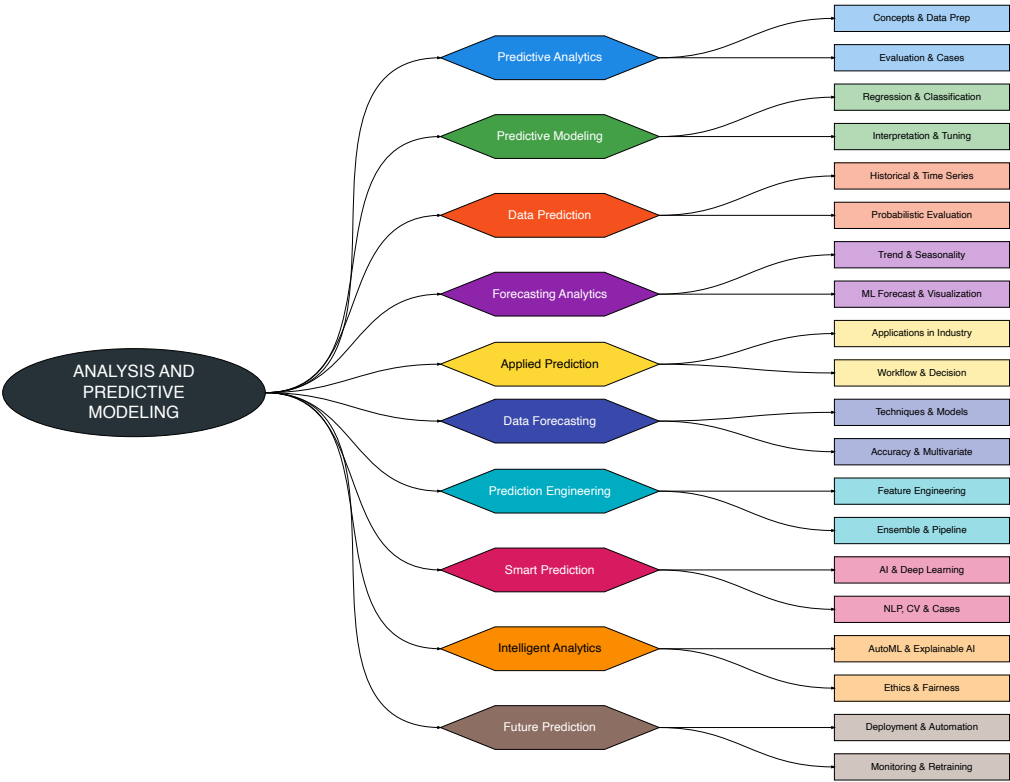 ANALYSIS AND
PREDICTIVE
MODELING
Predictive Analytics
Concepts & Data Prep
Evaluation & Cases
Predictive Modeling
Regression & Classification
Interpretation & Tuning
Data Prediction
Historical & Time Series
Probabilistic Evaluation
Forecasting Analytics
Trend & Seasonality
ML Forecast & Visualization
Applied Prediction
Applications in Industry
Workflow & Decision
Data Forecasting
Techniques & Models
Accuracy & Multivariate
Prediction Engineering
Feature Engineering
Ensemble & Pipeline
Smart Prediction
AI & Deep Learning
NLP, CV & Cases
Intelligent Analytics
AutoML & Explainable AI
Ethics & Fairness
Future Prediction
Deployment & Automation
Monitoring & Retraining